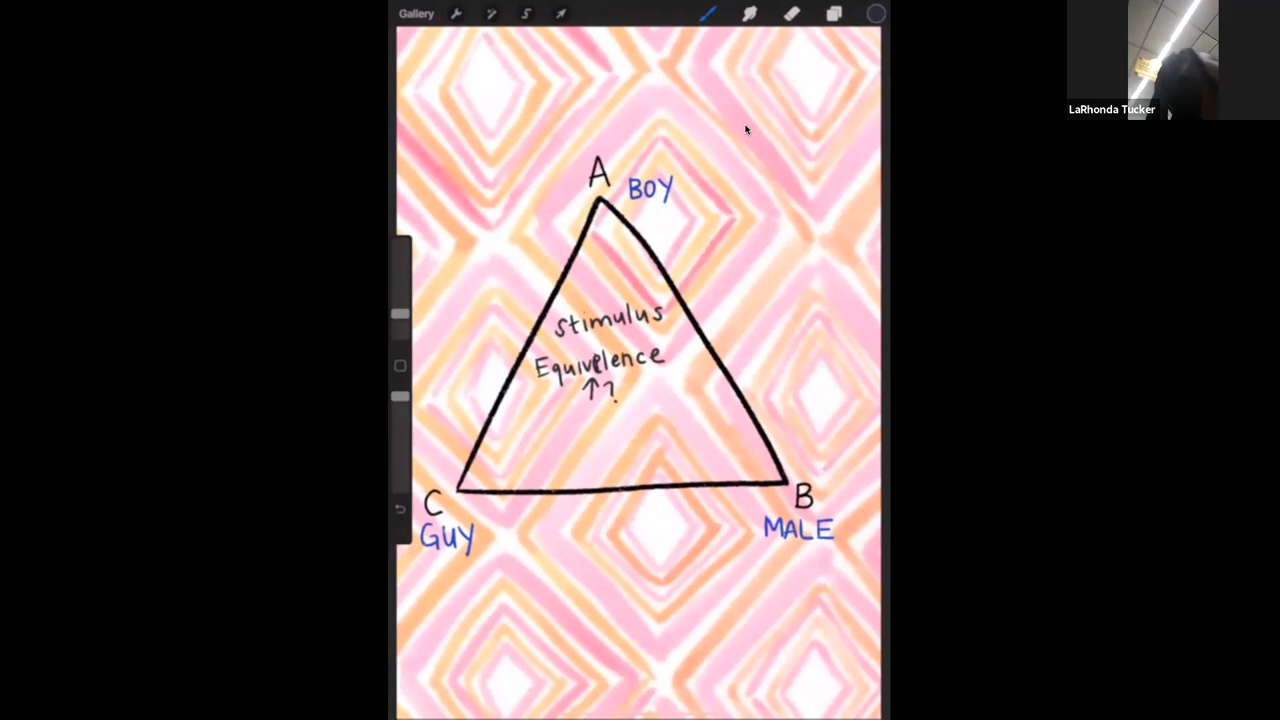 Gallery
LaRhonda Tucker
A
BOY
stimulus
Equivelence
↑?
C
B
GUY
MALE